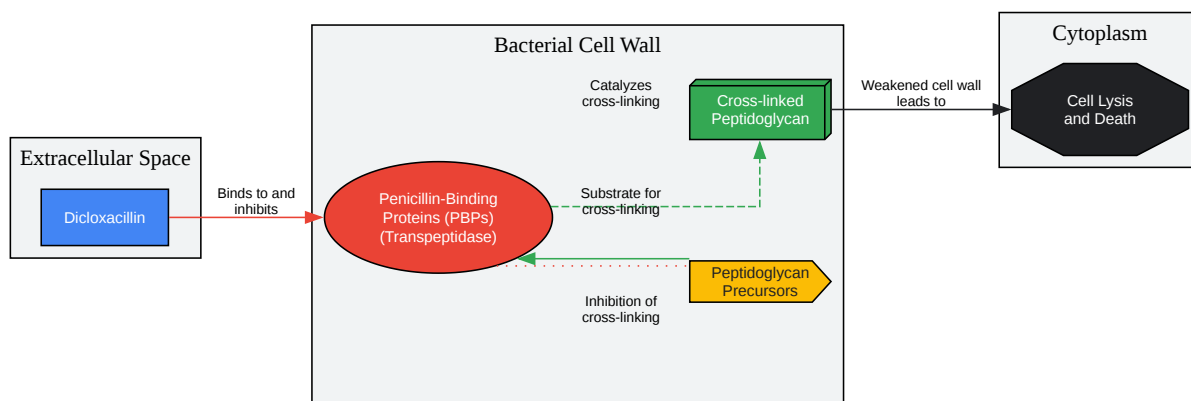 Extracellular Space
Dicloxacillin
Binds to and
inhibits
Bacterial Cell Wall
Penicillin-Binding
Proteins (PBPs)
(Transpeptidase)
Catalyzes
cross-linking
Substrate for
cross-linking
Inhibition of
cross-linking
Cross-linked
Peptidoglycan
Peptidoglycan
Precursors
Weakened cell wall
leads to
Cytoplasm
Cell Lysis
and Death